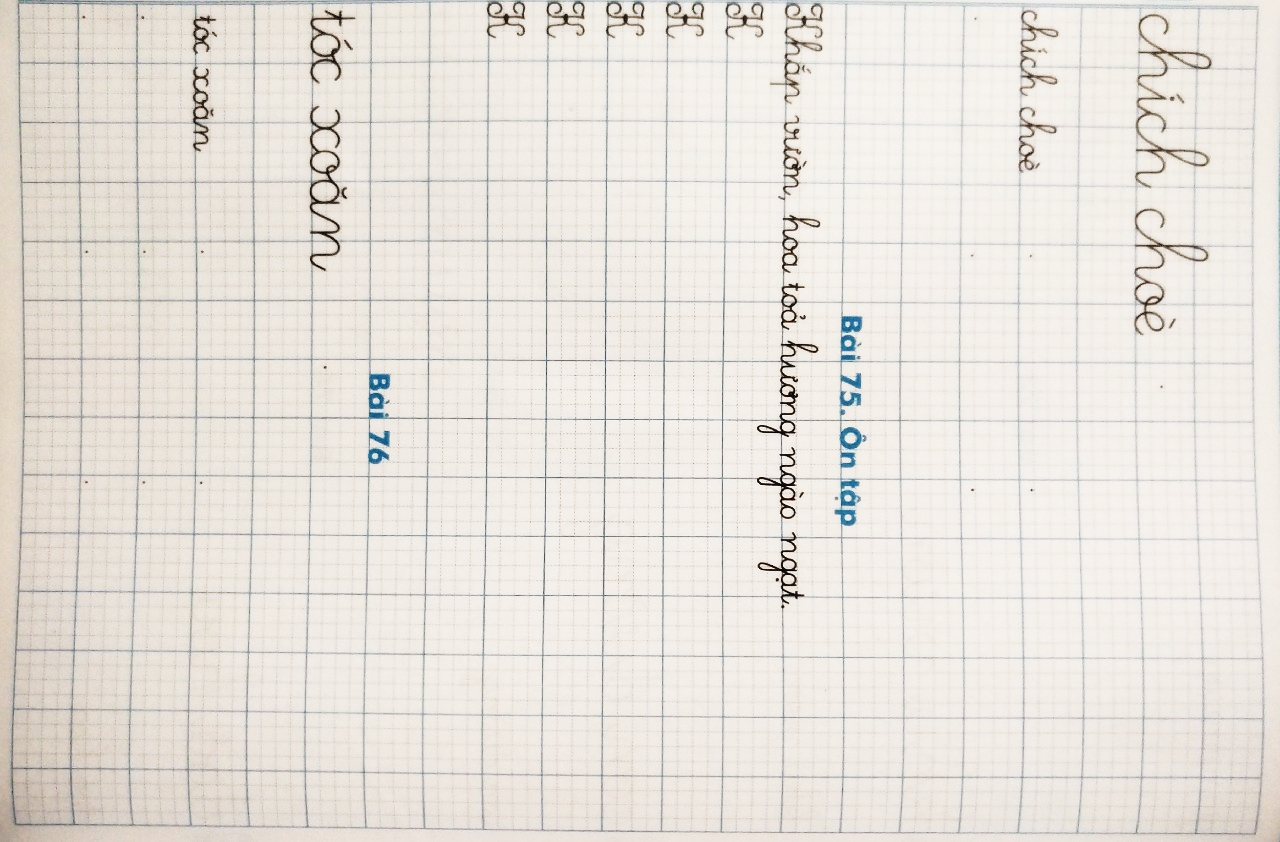 chích choè
chích choè
Bài 75. Ôn tập
Khắp vườn, hoa toả hương ngào ngạt.
K
K
K
K
K
Bài 76
tóc xoăn
tóc xoăn